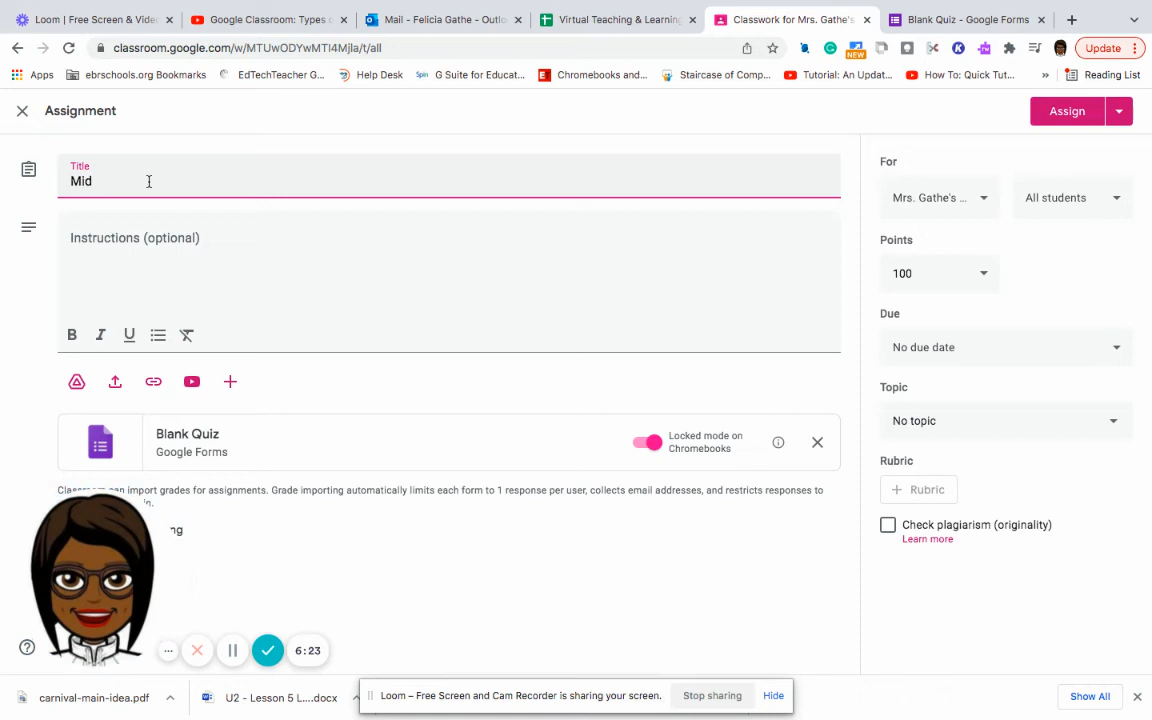 Loom | Free Screen & Video
Google Classroom: Types o
Mail - Felicia Gathe - Outlo
Virtual Teaching & Learning
Classwork for Mrs. Gathe's
Blank Quiz - Google Forms
classroom.google.com/w/MTUwODYwMTI4Mjla/t/all
NEW
Update
Apps
ebrschools.org Bookmarks
EdTechTeacher G...
Help Desk
Spin
G Suite for Educat...
Chromebooks and...
Staircase of Comp...
Tutorial: An Updat...
How To: Quick Tut...
»
Reading List
Assignment
Assign
Title
Mid
Instructions (optional)
B I U
Blank Quiz
Google Forms
Locked mode on
Chromebooks
Classroom can import grades for assignments. Grade importing automatically limits each form to 1 response per user, collects email addresses, and restricts responses to
in.
ng
For
Mrs. Gathe's ...
All students
Points
100
Due
No due date
Topic
No topic
Rubric
+ Rubric
Check plagiarism (originality)
Learn more
6:23
carnival-main-idea.pdf
U2 - Lesson 5 L....docx
Loom – Free Screen and Cam Recorder is sharing your screen.
Stop sharing
Hide
Show All